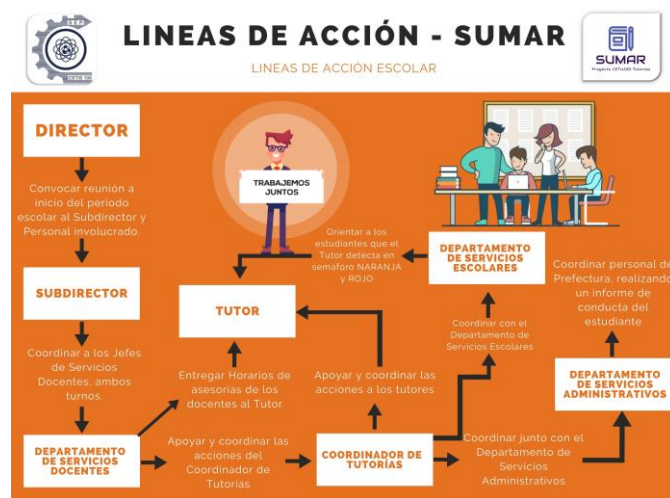 LINEAS DE ACCIÓN - SUMAR
LINEAS DE ACCIÓN ESCOLAR
SUMAR
DIRECTOR
Convocar reunión a
inicio del periodo
escolar al Subdirector y
Personal involucrado.
SUBDIRECTOR
Coordinar a los Jefes
de Servicios
Docentes, ambos
turnos.
DEPARTAMENTO
DE SERVICIOS
DOCENTES
TRABAJEMOS
JUNTOS
Orientar a los
estudiantes que el
Tutor detecta en
semáforo NARANJA
y ROJO
TUTOR
Entregar Horarios de
asesorías de los
docentes al Tutor
Apoyar y coordinar las
acciones del
Coordinador de
Tutorías
Apoyar y coordinar las
acciones a los tutores
COORDINADOR DE
TUTORÍAS
DEPARTAMENTO
DE SERVICIOS
ESCOLARES
Coordinar con el
Departamento de
Servicios Escolares
Coordinar junto con el
Departamento de
Servicios
Administrativos
Coordinar personal de
Prefectura, realizando
un informe de
conducta del
estudiante
DEPARTAMENTO
DE SERVICIOS
ADMINISTRATIVOS